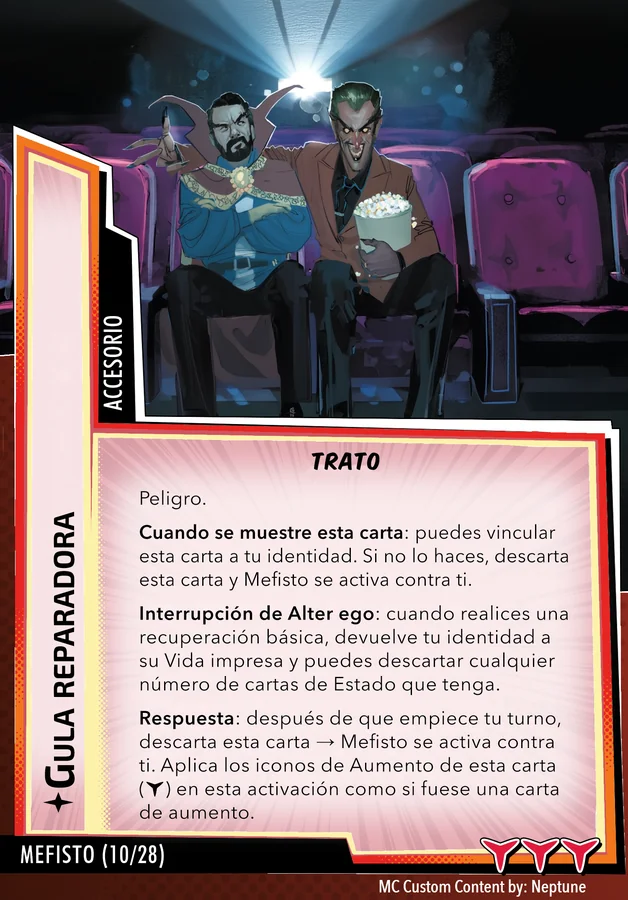 ACCESORIO
GULA REPARADORA
TRATO
Peligro.
Cuando se muestre esta carta: puedes vincular
esta carta a tu identidad. Si no lo haces, descarta
esta carta y Mefisto se activa contra ti.
Interrupción de Alter ego: cuando realices una
recuperación básica, devuelve tu identidad a
su Vida impresa y puedes descartar cualquier
número de cartas de Estado que tenga.
Respuesta: después de que empiece tu turno,
descarta esta carta → Mefisto se activa contra
ti. Aplica los iconos de Aumento de esta carta
( ) en esta activación como si fuese una carta
de aumento.
MEFISTO (10/28)
MC Custom Content by: Neptune